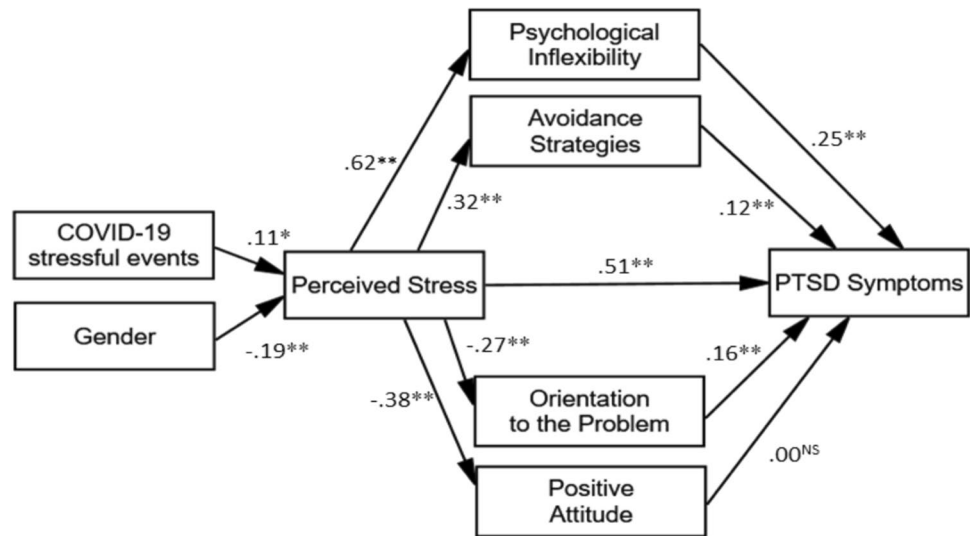 Psychological
Inflexibility
Avoidance
Strategies
.25**
.62**
.32**
.12**
COVID-19
stressful events
.11*
Perceived Stress
.51**
PTSD Symptoms
Gender
-.19**
-.27**
.16**
-.38**
Orientation
to the Problem
.00NS
Positive
Attitude